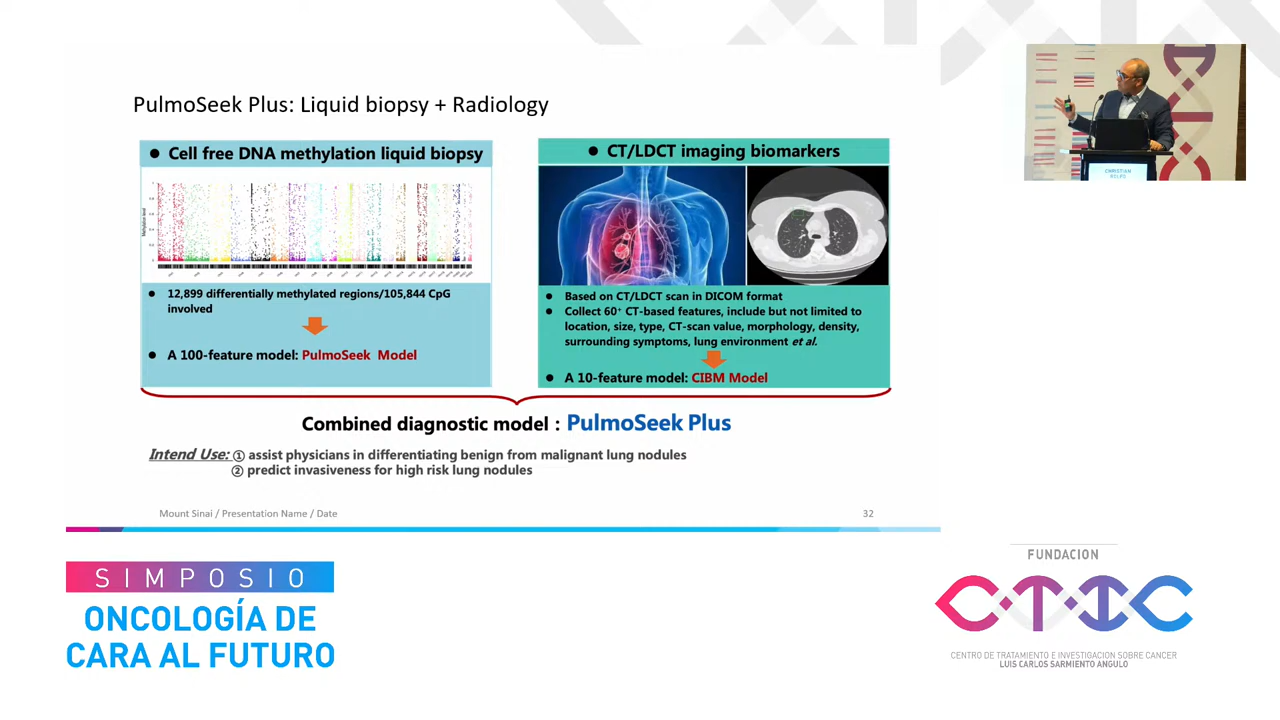 PulmoSeek Plus: Liquid biopsy + Radiology
● Cell free DNA methylation liquid biopsy
● 12,899 differentially methylated regions/105,844 CpG
involved
● A 100-feature model: PulmoSeek Model
● CT/LDCT imaging biomarkers
● Based on CT/LDCT scan in DICOM format
● Collect 60⁺ CT-based features, include but not limited to
location, size, type, CT-scan value, morphology, density,
surrounding symptoms, lung environment et al.
● A 10-feature model: CIBM Model
Combined diagnostic model : PulmoSeek Plus
Intend Use: ① assist physicians in differentiating benign from malignant lung nodules
② predict invasiveness for high risk lung nodules
Mount Sinai / Presentation Name / Date
32
CHRISTIAN
ROLFO
SIMPOSIO
ONCOLOGÍA DE
CARA AL FUTURO
FUNDACION
CTIC
CENTRO DE TRATAMIENTO E INVESTIGACION SOBRE CANCER
LUIS CARLOS SARMIENTO ANGULO